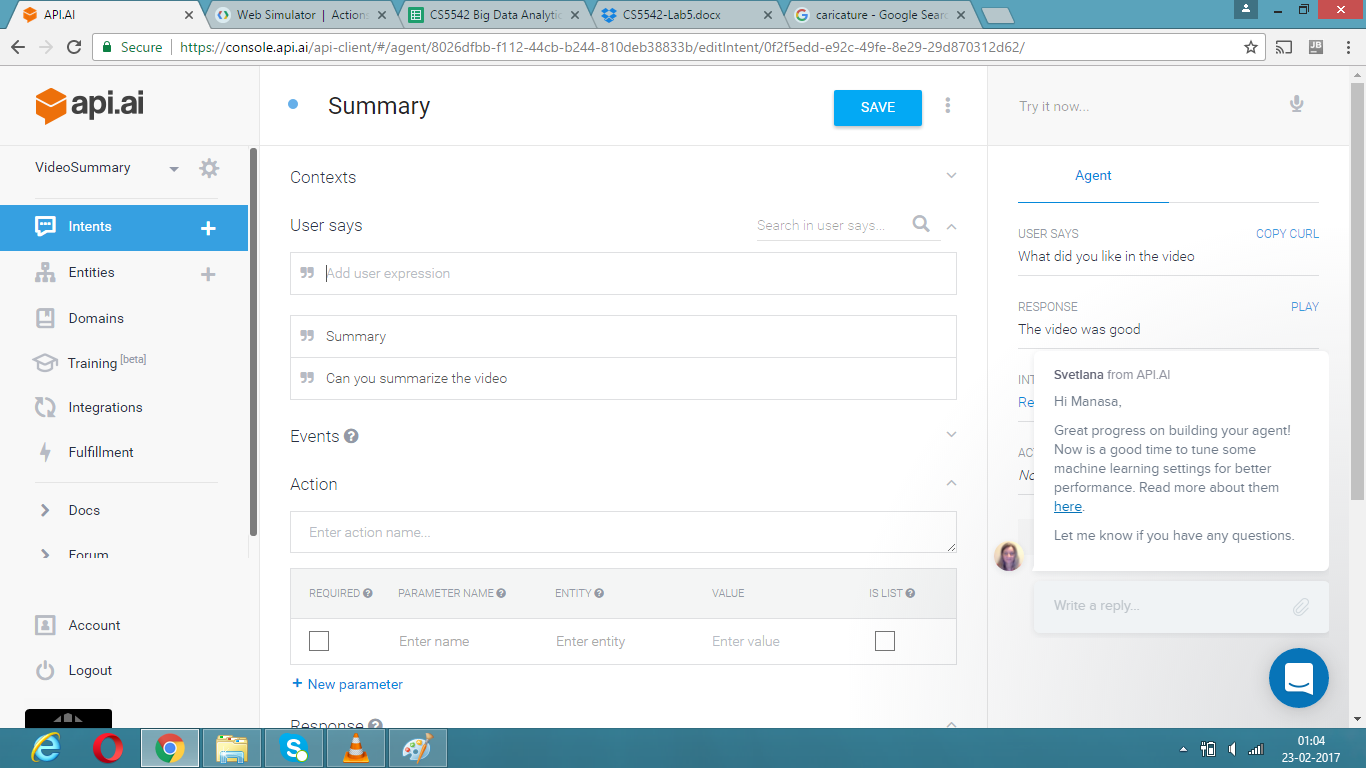 API.AI
Web Simulator | Actions
CS5542 Big Data Analytic
CS5542-Lab5.docx
caricature - Google Sear
Secure
https://console.api.ai/api-client/#/agent/8026dfbb-f112-44cb-b244-810deb38833b/editIntent/0f2f5edd-e92c-49fe-8e29-29d870312d62/
JB
api.ai
Summary
SAVE
Try it now...
VideoSummary
Contexts
Agent
Intents
User says
Search in user says...
USER SAYS
COPY CURL
What did you like in the video
Entities
Add user expression
RESPONSE
PLAY
The video was good
Domains
Summary
Training [beta]
Can you summarize the video
INT
Re
AC
No
Svetlana from API.AI
Hi Manasa,
Great progress on building your agent!
Now is a good time to tune some
machine learning settings for better
performance. Read more about them
here.
Let me know if you have any questions.
Integrations
Events
Fulfillment
Action
Docs
Enter action name...
Forum
REQUIRED
PARAMETER NAME
ENTITY
VALUE
IS LIST
Write a reply...
Account
Enter name
Enter entity
Enter value
Logout
+ New parameter
Response
01:04
23-02-2017